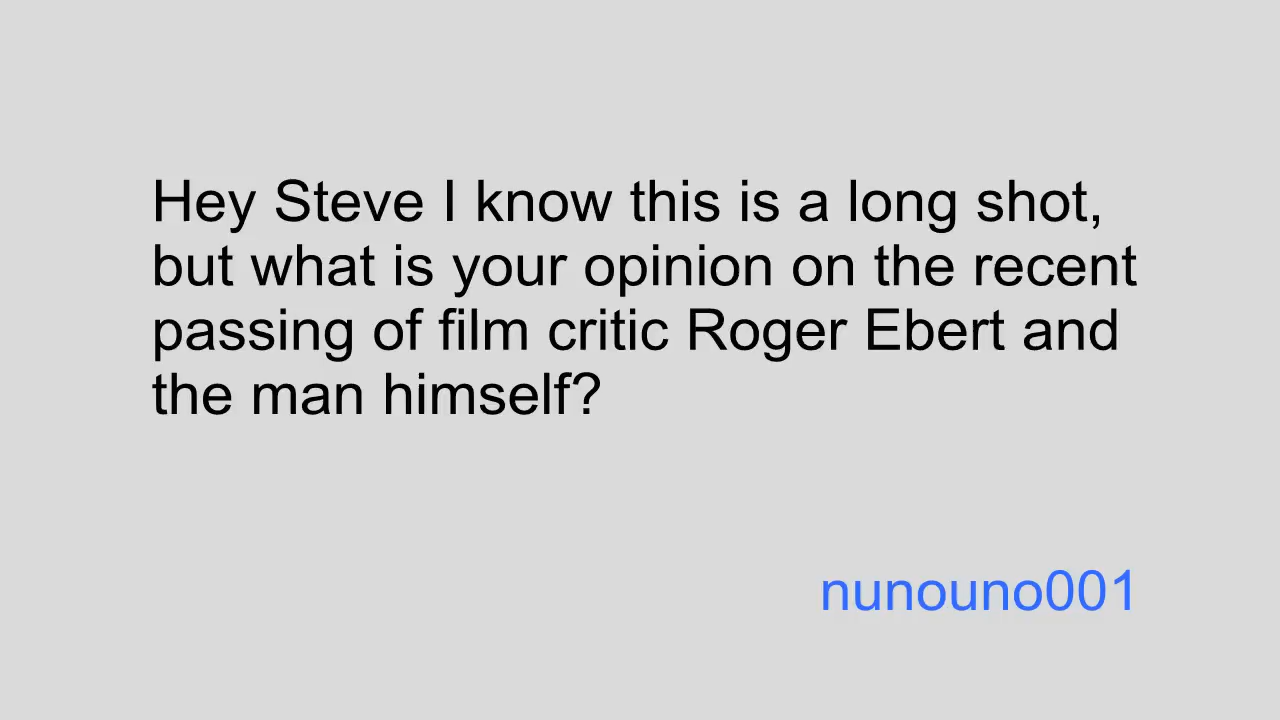 Hey Steve I know this is a long shot,
but what is your opinion on the recent
passing of film critic Roger Ebert and
the man himself?
nunouno001